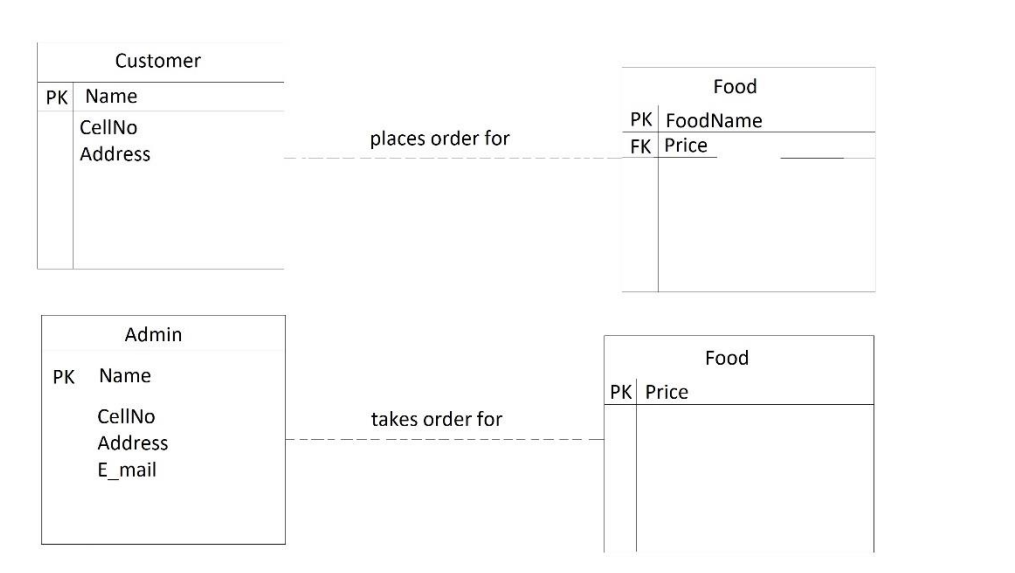 Customer
PK Name
CellNo
Address
places order for
Food
PK FoodName
FK Price
Admin
PK Name
CellNo
Address
E_mail
takes order for
Food
PK Price